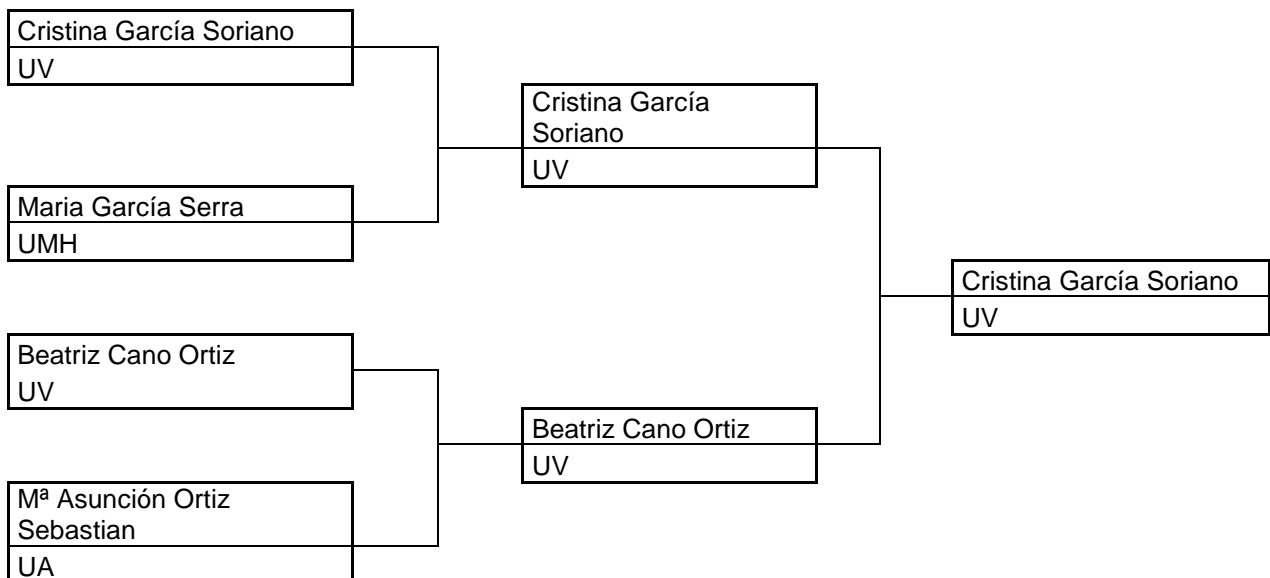 Cristina García Soriano
UV
Maria García Serra
UMH
Beatriz Cano Ortiz
UV
Mª Asunción Ortiz
Sebastian
UA
Cristina García
Soriano
UV
Beatriz Cano Ortiz
UV
Cristina García Soriano
UV